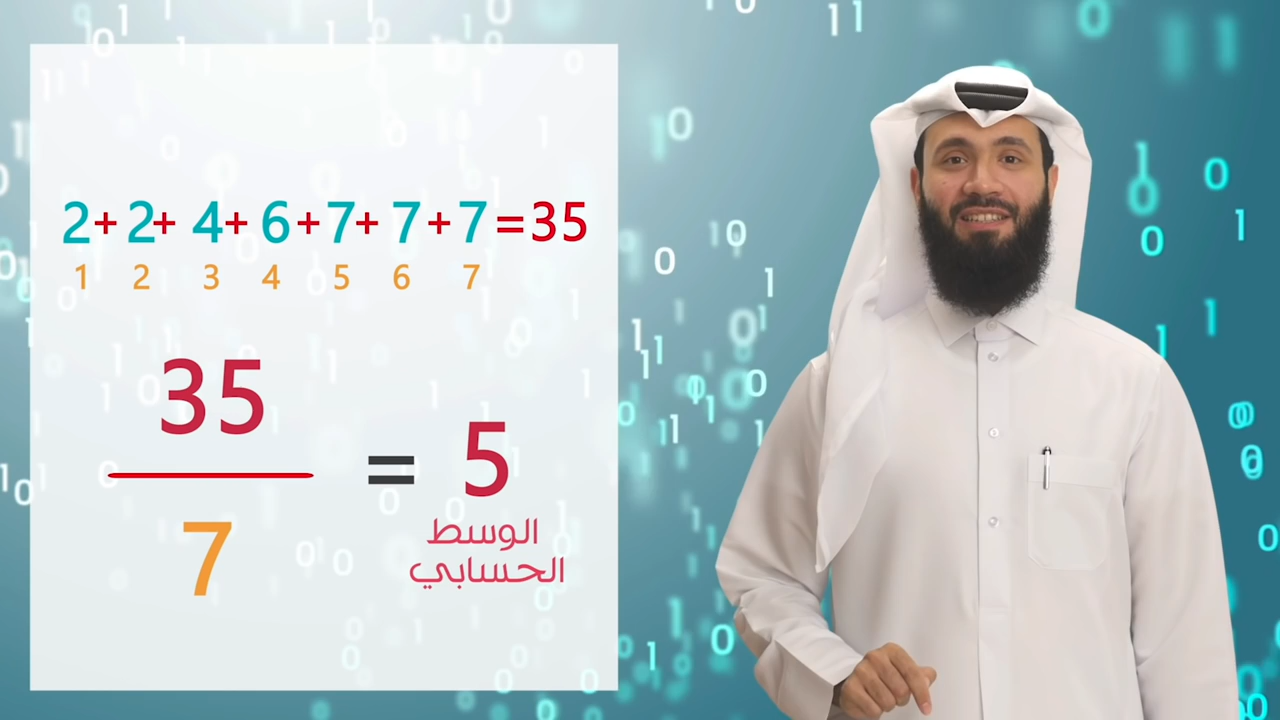 2+ 2+ 4+ 6+7+ 7+7=35
1 2 3 4 5 6 7
35
7
= 5
الوسط
الحسابي